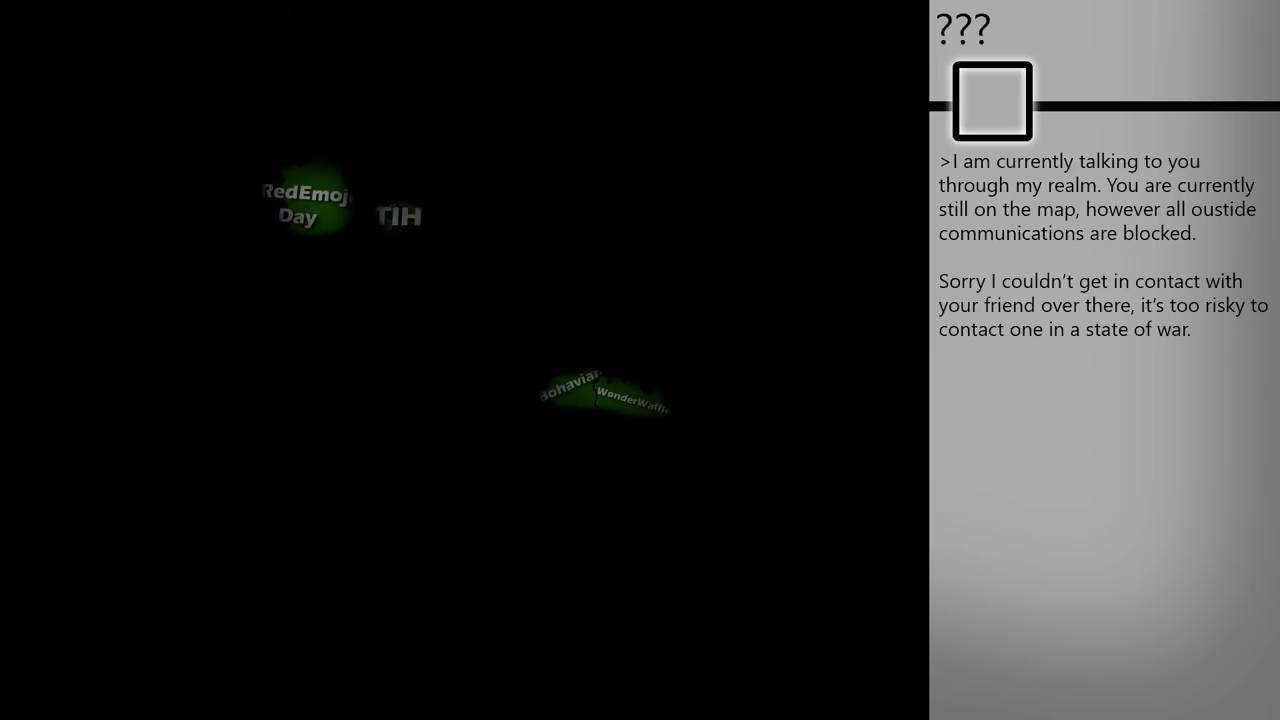 RedEmoji
Day
TIH
Bohavian
WonderWaffle
???
>I am currently talking to you
through my realm. You are currently
still on the map, however all oustide
communications are blocked.
Sorry I couldn't get in contact with
your friend over there, it's too risky to
contact one in a state of war.